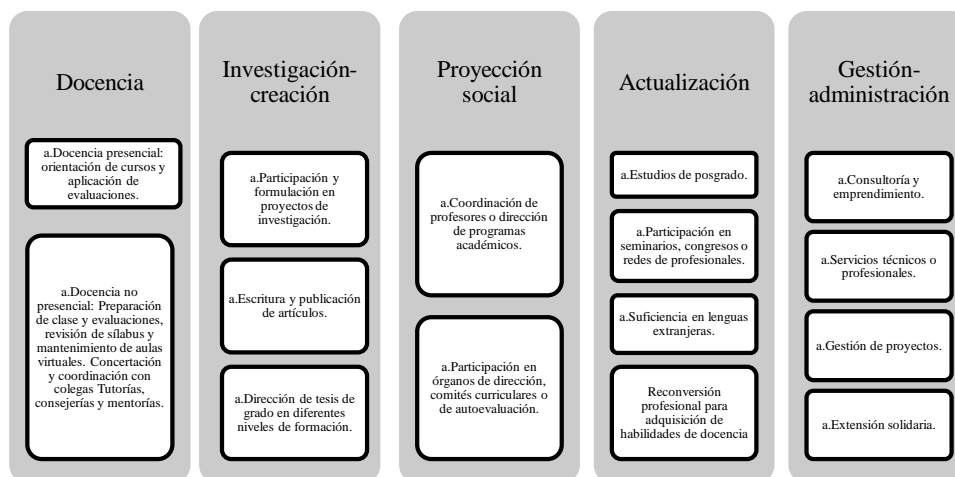 Docencia
a.Docencia presencial:
orientación de cursos y
aplicación de
evaluaciones.
a.Docencia no
presencial: Preparación
de clase y evaluaciones,
revisión de sílabus y
mantenimiento de aulas
virtuales. Concertación
y coordinación con
colegas Tutorías,
consejerías y mentorías.
Investigación-
creación
a.Participación y
formulación en
proyectos de
investigación.
a.Escritura y publicación
de artículos.
a.Dirección de tesis de
grado en diferentes
niveles de formación.
Proyección
social
a.Coordinación de
profesores o dirección
de programas
académicos.
a.Participación en
órganos de dirección,
comités curriculares o
de autoevaluación.
Actualización
a.Estudios de posgrado.
a.Participación en
seminarios, congresos o
redes de profesionales.
a.Suficiencia en lenguas
extranjeras.
Reconversión
profesional para
adquisición de
habilidades de docencia
Gestión-
administración
a.Consultoría y
emprendimiento.
a.Servicios técnicos o
profesionales.
a.Gestión de proyectos.
a.Extensión solidaria.